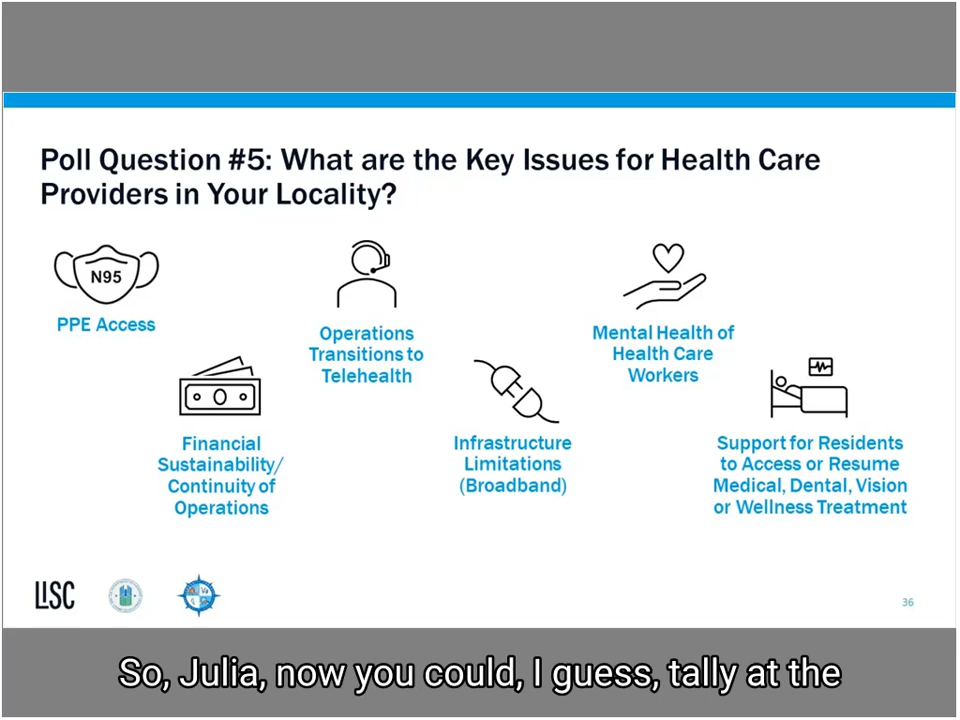 Poll Question #5: What are the Key Issues for Health Care
Providers in Your Locality?
N95
PPE Access
Operations
Transitions to
Telehealth
Mental Health of
Health Care
Workers
Financial
Sustainability/
Continuity of
Operations
Infrastructure
Limitations
(Broadband)
Support for Residents
to Access or Resume
Medical, Dental, Vision
or Wellness Treatment
LISC
36
So, Julia, now you could, I guess, tally at the